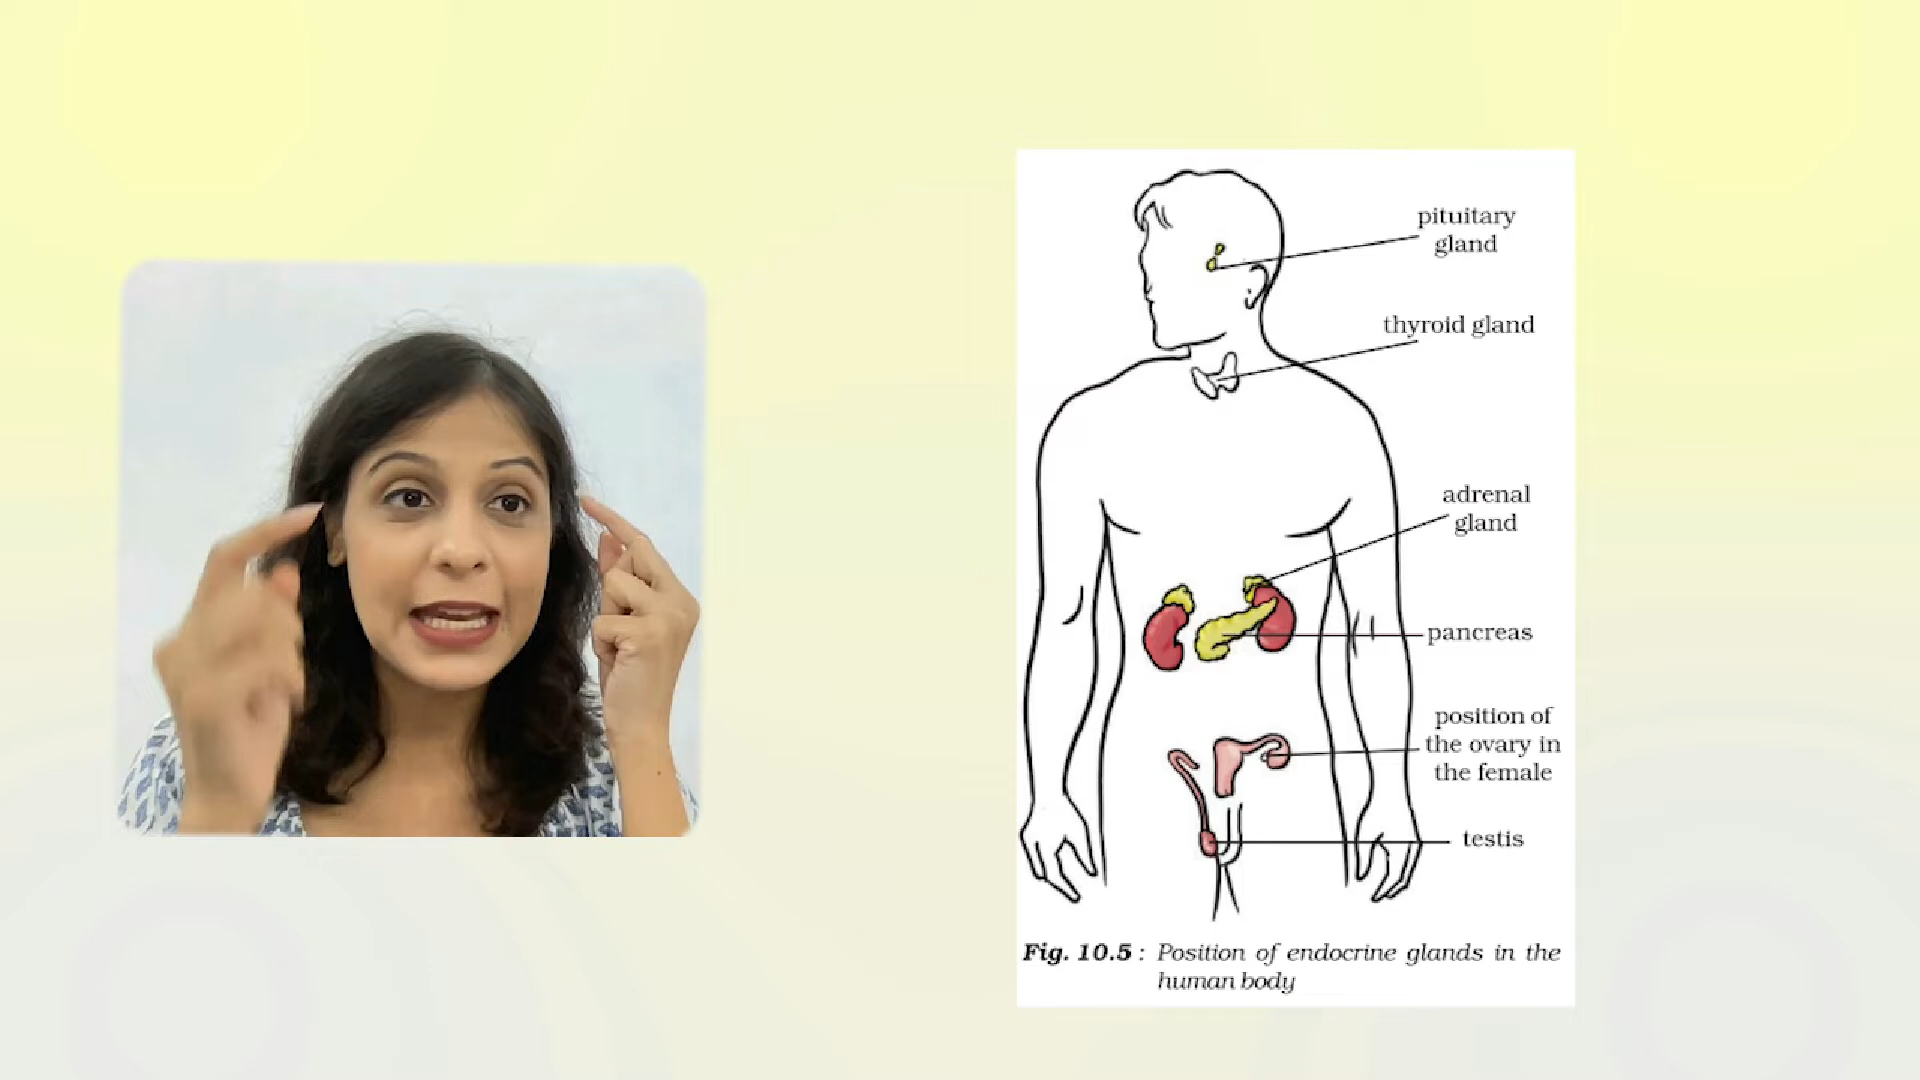 pituitary
gland
thyroid gland
adrenal
gland
pancreas
position of
the ovary in
the female
testis
Fig. 10.5 : Position of endocrine glands in the
human body